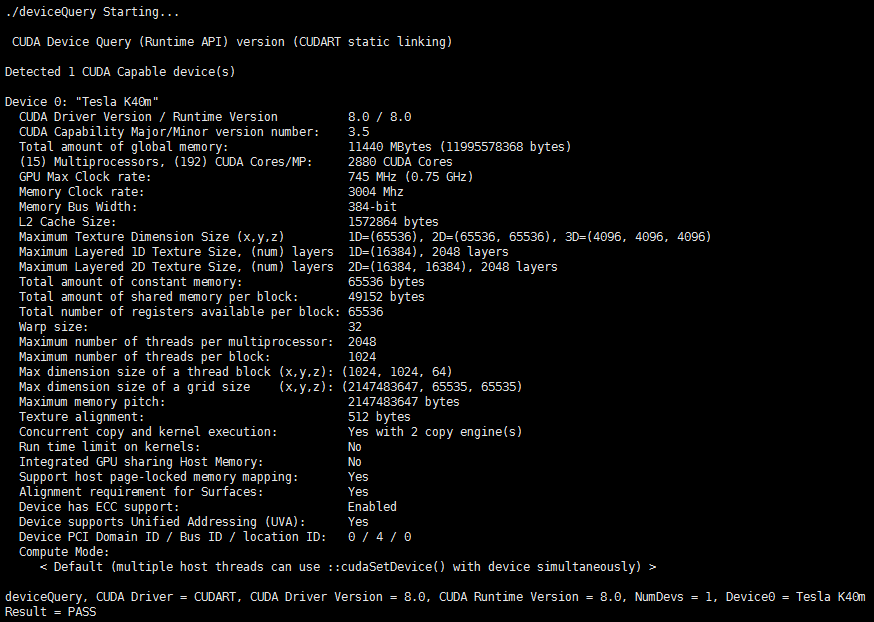 ./deviceQuery Starting...
CUDA Device Query (Runtime API) version (CUDART static linking)
Detected 1 CUDA Capable device(s)
Device 0: "Tesla K40m"
CUDA Driver Version / Runtime Version 8.0 / 8.0
CUDA Capability Major/Minor version number: 3.5
Total amount of global memory: 11440 MBytes (11995578368 bytes)
(15) Multiprocessors, (192) CUDA Cores/MP: 2880 CUDA Cores
GPU Max Clock rate: 745 MHz (0.75 GHz)
Memory Clock rate: 3004 Mhz
Memory Bus Width: 384-bit
L2 Cache Size: 1572864 bytes
Maximum Texture Dimension Size (x,y,z) 1D=(65536), 2D=(65536, 65536), 3D=(4096, 4096, 4096)
Maximum Layered 1D Texture Size, (num) layers 1D=(16384), 2048 layers
Maximum Layered 2D Texture Size, (num) layers 2D=(16384, 16384), 2048 layers
Total amount of constant memory: 65536 bytes
Total amount of shared memory per block: 49152 bytes
Total number of registers available per block: 65536
Warp size: 32
Maximum number of threads per multiprocessor: 2048
Maximum number of threads per block: 1024
Max dimension size of a thread block (x,y,z): (1024, 1024, 64)
Max dimension size of a grid size (x,y,z): (2147483647, 65535, 65535)
Maximum memory pitch: 2147483647 bytes
Texture alignment: 512 bytes
Concurrent copy and kernel execution: Yes with 2 copy engine(s)
Run time limit on kernels: No
Integrated GPU sharing Host Memory: No
Support host page-locked memory mapping: Yes
Alignment requirement for Surfaces: Yes
Device has ECC support: Enabled
Device supports Unified Addressing (UVA): Yes
Device PCI Domain ID / Bus ID / location ID: 0 / 4 / 0
Compute Mode:
< Default (multiple host threads can use ::cudaSetDevice() with device simultaneously) >
deviceQuery, CUDA Driver = CUDART, CUDA Driver Version = 8.0, CUDA Runtime Version = 8.0, NumDevs = 1, Device0 = Tesla K40m
Result = PASS